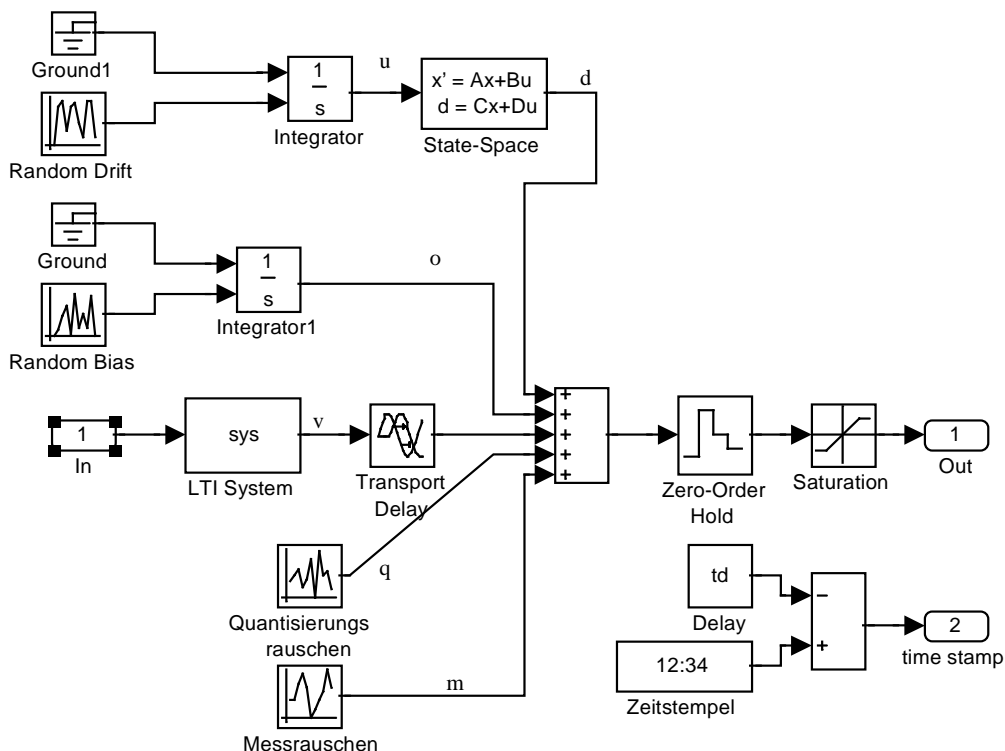 Ground1
Random Drift
1
s
Integrator
u
x' = Ax+Bu
d = Cx+Du
State-Space
d
Ground
Random Bias
1
s
Integrator1
o
1
In
sys
LTI System
v
Transport
Delay
+
+
+
+
+
Zero-Order
Hold
Saturation
1
Out
Quantisierungs
rauschen
q
Messrauschen
m
td
Delay
12:34
Zeitstempel
−
+
2
time stamp